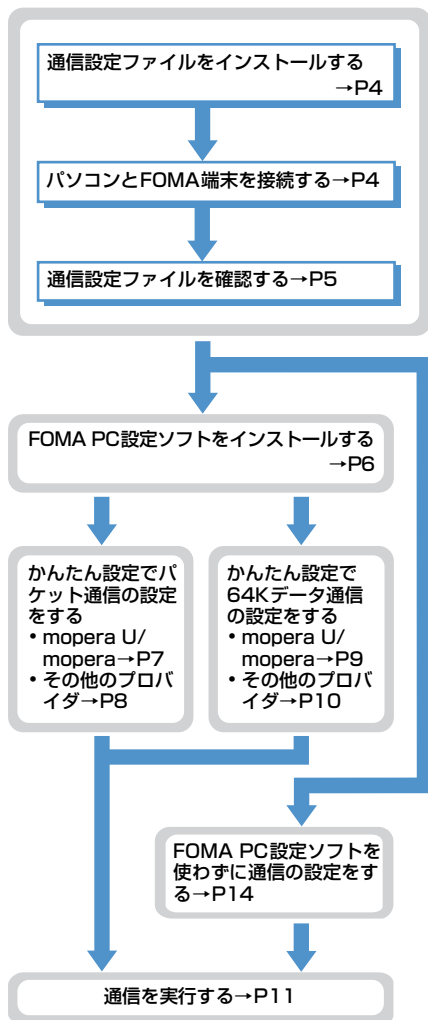 通信設定ファイルをインストールする
→P4
パソコンとFOMA端末を接続する→P4
通信設定ファイルを確認する→P5
FOMA PC設定ソフトをインストールする
→P6
かんたん設定でパ
ケット通信の設定
をする
• mopera U/
mopera→P7
• その他のプロバ
イダ→P8
かんたん設定で
64Kデータ通信
の設定をする
• mopera U/
mopera→P9
• その他のプロバ
イダ→P10
FOMA PC設定ソフトを
使わずに通信の設定をす
る→P14
通信を実行する→P11